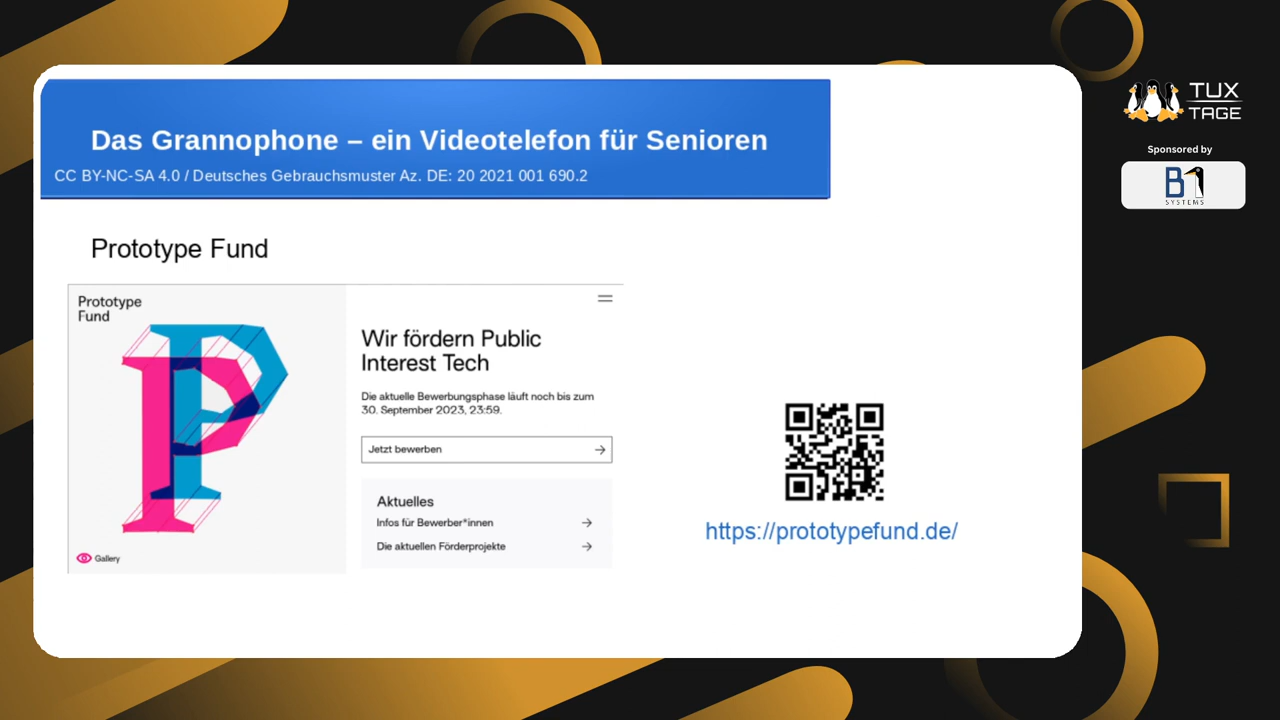 Das Grannophone – ein Videotelefon für Senioren
CC BY-NC-SA 4.0 / Deutsches Gebrauchsmuster Az. DE: 20 2021 001 690.2
TUX
TAGE
Sponsored by
B1
SYSTEMS
Prototype Fund
Prototype
Fund
Gallery
Wir fördern Public
Interest Tech
Die aktuelle Bewerbungsphase läuft noch bis zum
30. September 2023, 23:59.
Jetzt bewerben
Aktuelles
Infos für Bewerber*innen
Die aktuellen Förderprojekte
https://prototypefund.de/